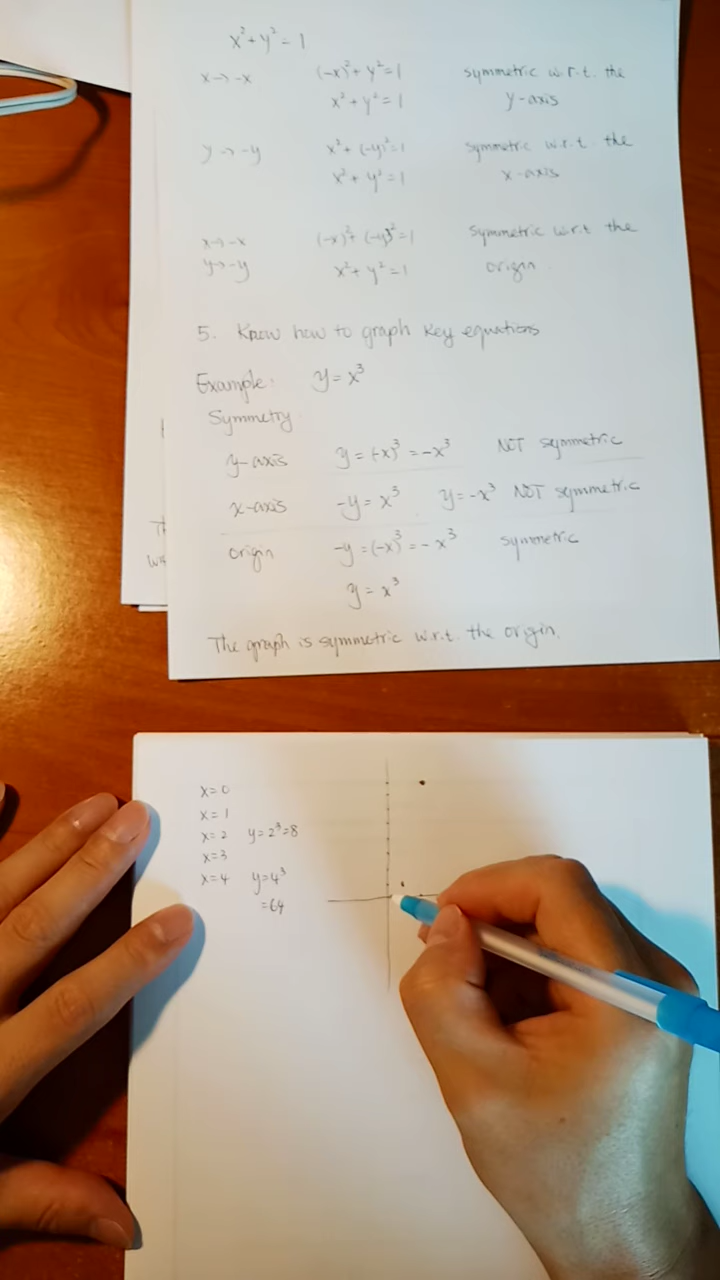 x²+y²=1
x→-x (-x)²+y²=1 symmetric w.r.t. the
x²+y²=1 y-axis
y→-y x²+(-y)²=1 symmetric w.r.t. the
x²+y²=1 x-axis
x→-x (-x)²+(-y)²=1 symmetric w.r.t. the
y→-y x²+y²=1 origin
5. Know how to graph key equations
Example: y=x³
Symmetry
y-axis y=(-x)³=-x³ NOT symmetric
x-axis -y=x³ y=-x³ NOT symmetric
origin -y=(-x)³=-x³ symmetric
y=x³
The graph is symmetric w.r.t. the origin.
x=0
x=1
x=2 y=2³=8
x=3
x=4 y=4³
=64